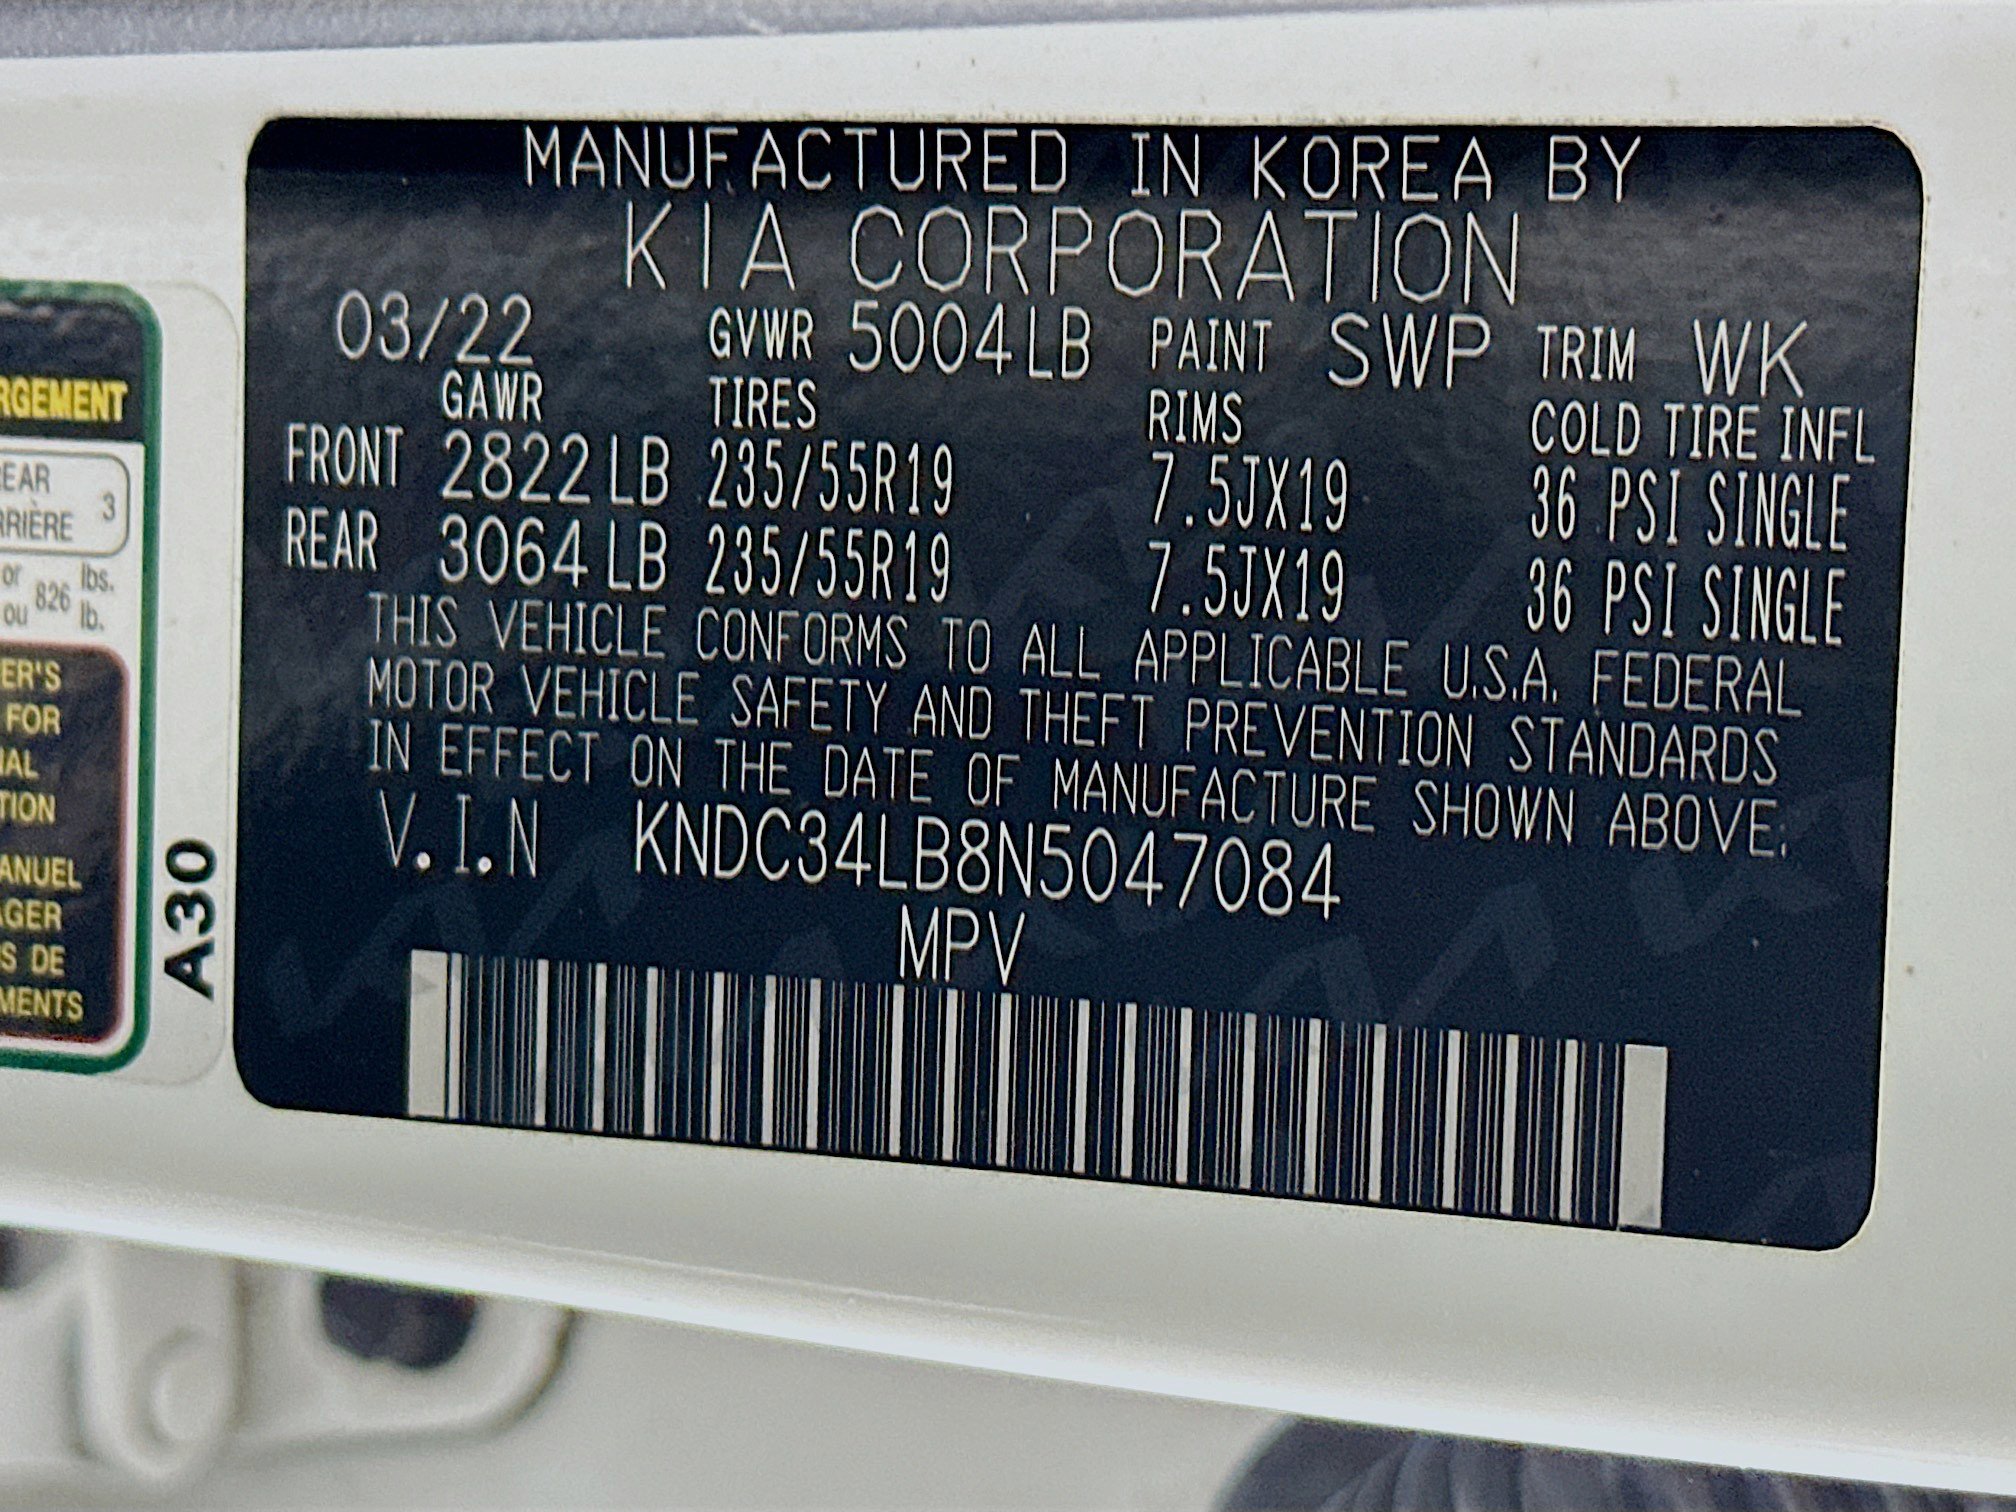 MANUFACTURED IN KOREA BY
KIA CORPORATION
03/22 GVWR 5004LB PAINT SWP TRIM WK
GAWR TIRES RIMS COLD TIRE INFL
FRONT 2822LB 235/55R19 7.5JX19 36 PSI SINGLE
REAR 3064LB 235/55R19 7.5JX19 36 PSI SINGLE
THIS VEHICLE CONFORMS TO ALL APPLICABLE U.S.A. FEDERAL
MOTOR VEHICLE SAFETY AND THEFT PREVENTION STANDARDS
IN EFFECT ON THE DATE OF MANUFACTURE SHOWN ABOVE.
V.I.N KNDC34LB8N5047084
MPV
RGEMENT
EAR 3
RRIÈRE
or 826 lbs.
ou lb.
ER'S
FOR
NAL
TION
ANUEL
AGER
S DE
MENTS
A30